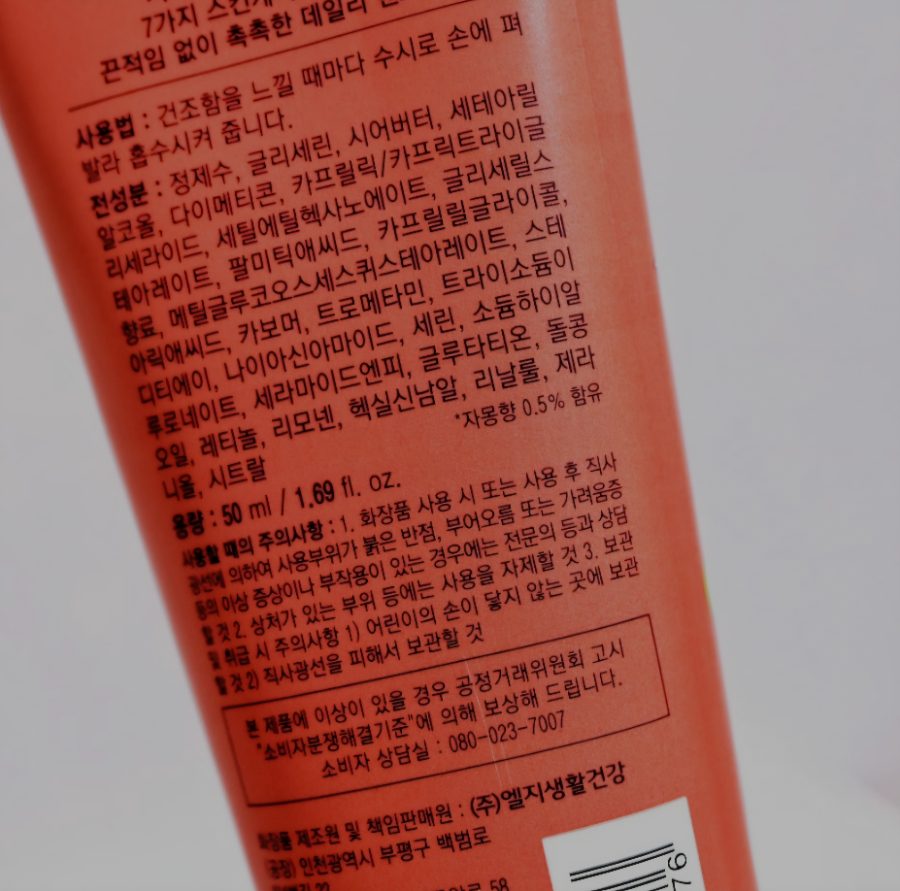 7가지 스킨케
끈적임 없이 촉촉한 데일리
사용법 : 건조함을 느낄 때마다 수시로 손에 펴
발라 흡수시켜 줍니다.
전성분 : 정제수, 글리세린, 시어버터, 세테아릴
알코올, 다이메티콘, 카프릴릭/카프릭트라이글
리세라이드, 세틸에틸헥사노에이트, 글리세릴스
테아레이트, 팔미틱애씨드, 카프릴릴글라이콜,
향료, 메틸글루코오스세스퀴스테아레이트, 스테
아릭애씨드, 카보머, 트로메타민, 트라이소듐이
디티에이, 나이아신아마이드, 세린, 소듐하이알
루로네이트, 세라마이드엔피, 글루타티온, 돌콩
오일, 레티놀, 리모넨, 헥실신남알, 리날룰, 제라
니올, 시트랄
*자몽향 0.5% 함유
용량 : 50 ml / 1.69 fl. oz.
사용할 때의 주의사항 : 1. 화장품 사용 시 또는 사용 후 직사
광선에 의하여 사용부위가 붉은 반점, 부어오름 또는 가려움증
등의 이상 증상이나 부작용이 있는 경우에는 전문의 등과 상담
할 것 2. 상처가 있는 부위 등에는 사용을 자제할 것 3. 보관
및 취급 시 주의사항 1) 어린이의 손이 닿지 않는 곳에 보관
할 것 2) 직사광선을 피해서 보관할 것
본 제품에 이상이 있을 경우 공정거래위원회 고시
"소비자분쟁해결기준"에 의해 보상해 드립니다.
소비자 상담실 : 080-023-7007
화장품 제조원 및 책임판매원 : (주)엘지생활건강
(공장) 인천광역시 부평구 백범로
58